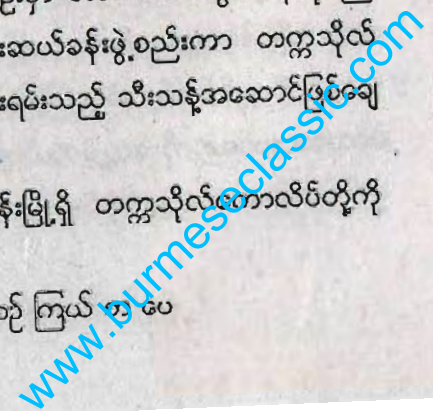 းဆယ်ခန်းဖွဲ့စည်းကာ တက္ကသိုလ်
းရမ်းသည့် သီးသန့်အဆောင်ဖြစ်ချေ
န်းမြို့ရှိ တက္ကသိုလ်ကောလိပ်တို့ကို
ကြယ် တာ ပေ
www.burmeseclassic.com